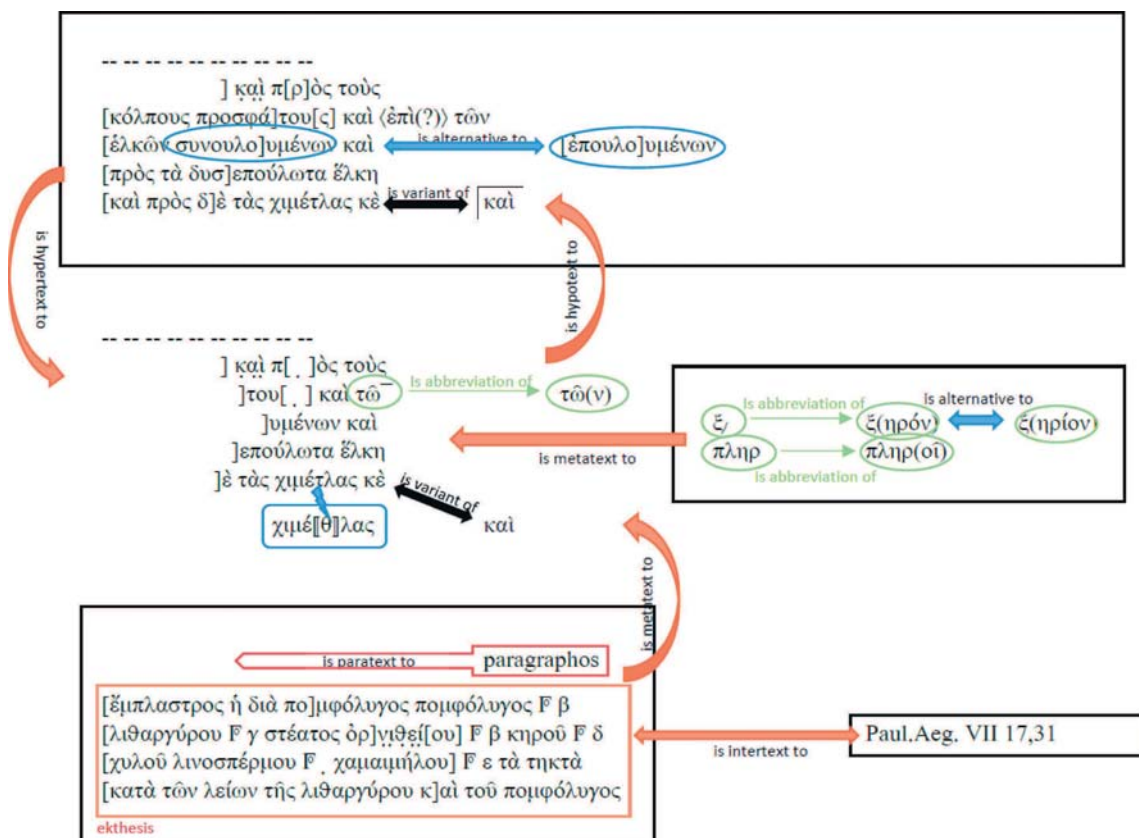 -- -- -- -- -- -- -- -- -- --
] κ̣α̣ὶ̣ π[ρ]ὸς τοὺς
[κόλπους προσφά]του[ς] καὶ ⟨ἐπὶ(?)⟩ τῶν
[ἑλκῶν συνουλο]υμένων καὶ is alternative to [ἐπουλο]υμένων
[πρὸς τὰ δυσ]επούλωτα ἕλκη
[καὶ πρὸς δ]ὲ τὰς χιμέτλας κὲ is variant of καὶ
is hypertext to
is hypotext to
-- -- -- -- -- -- -- -- -- --
] κ̣α̣ὶ̣ π[ . ]ὸς τοὺς
]του[ . ] καὶ τῶ¯ Is abbreviation of τῶ(ν)
]υμένων καὶ
]επούλωτα ἕλκη
]ὲ τὰς χιμέτλας κὲ is variant of καὶ
χιμέ⟦θ⟧λας
is metatext to
ξ/ Is abbreviation of ξ(ηρόν) is alternative to ξ(ηρίον)
πληρ πληρ(οῖ)
is abbreviation of
is metatext to
is paratext to paragraphos
[ἔμπλαστρος ἡ διὰ πο]μφόλυγος πομφόλυγος 𐅻 β
[λιθαργύρου 𐅻 γ στέατος ὀρ]ν̣ι̣θ̣ε̣ί̣[ου] 𐅻 β κηροῦ 𐅻 δ
[χυλοῦ λινοσπέρμου 𐅻 . χαμαιμήλου] 𐅻 ε τὰ τηκτὰ
[κατὰ τῶν λείων τῆς λιθαργύρου κ]αὶ τοῦ πομφόλυγος
ekthesis
is intertext to
Paul.Aeg. VII 17,31